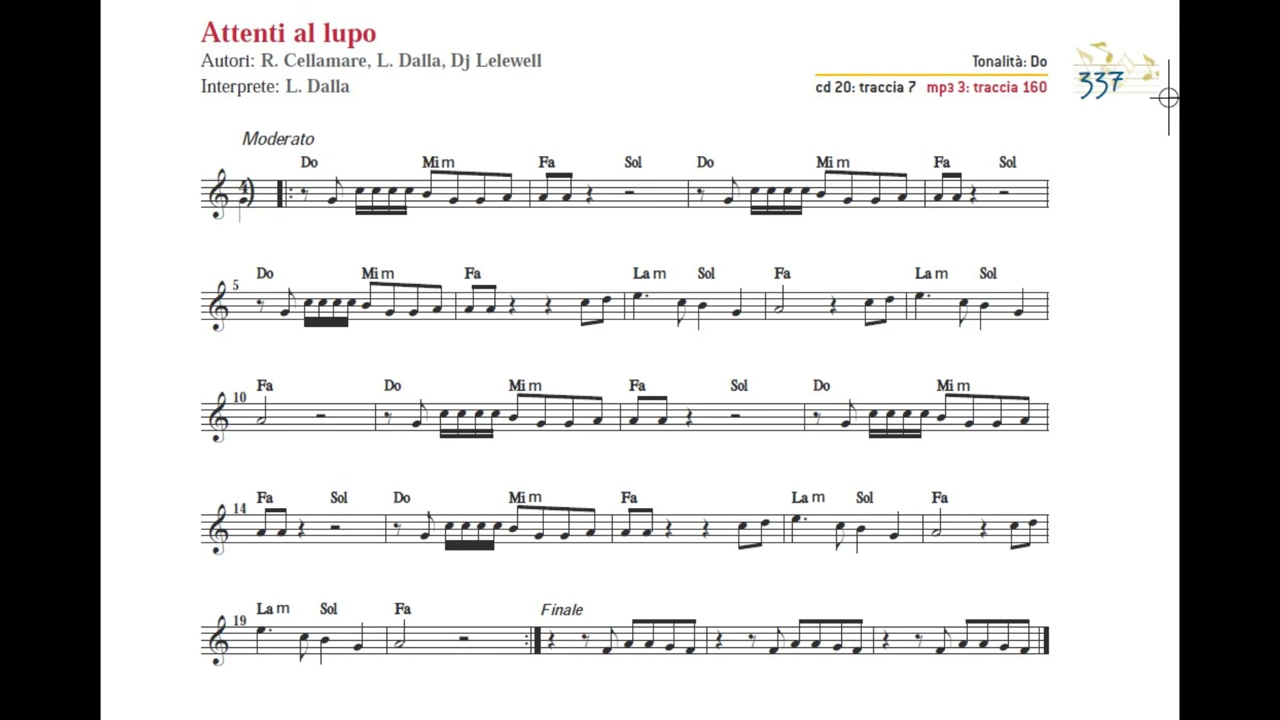 Attenti al lupo
Autori: R. Cellamare, L. Dalla, Dj Lelewell
Interprete: L. Dalla
Tonalità: Do
cd 20: traccia 7 mp3 3: traccia 160
337
Moderato
Do Mi m Fa Sol Do Mi m Fa Sol
5 Do Mi m Fa La m Sol Fa La m Sol
10 Fa Do Mi m Fa Sol Do Mi m
14 Fa Sol Do Mi m Fa La m Sol Fa
19 La m Sol Fa Finale